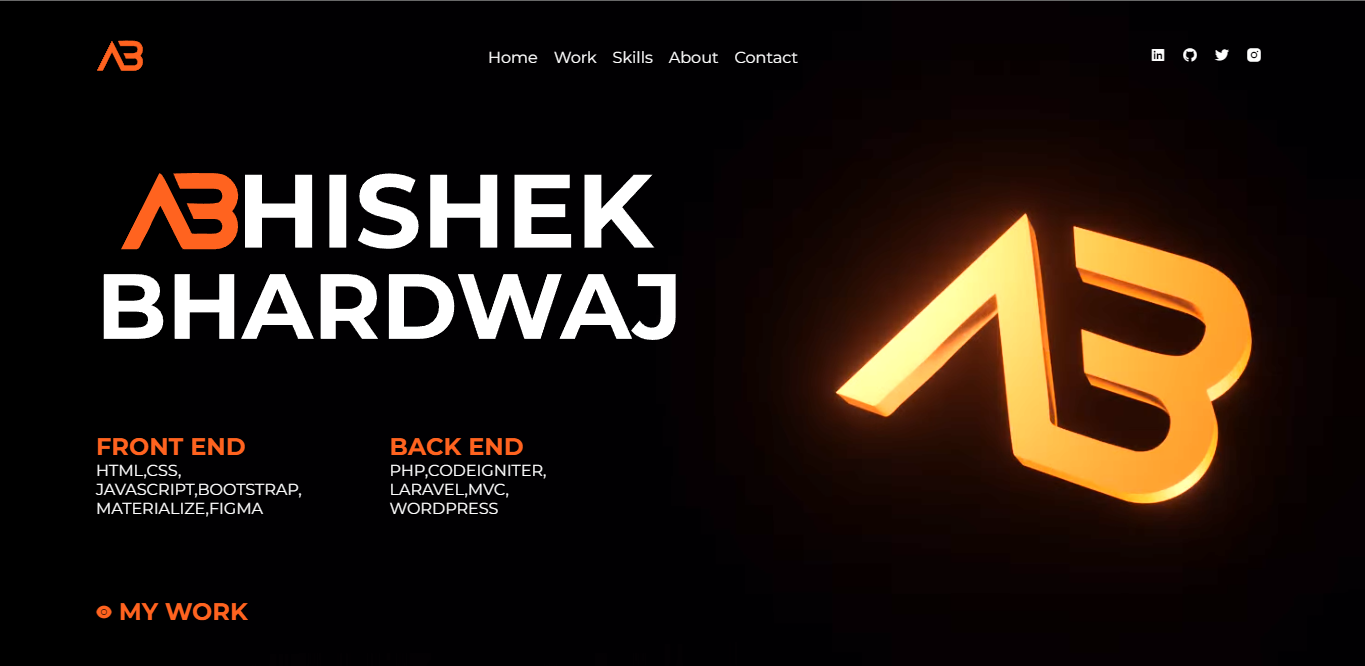 AB
Home Work Skills About Contact
ABHISHEK
BHARDWAJ
AB
FRONT END
HTML,CSS,
JAVASCRIPT,BOOTSTRAP,
MATERIALIZE,FIGMA
BACK END
PHP,CODEIGNITER,
LARAVEL,MVC,
WORDPRESS
MY WORK